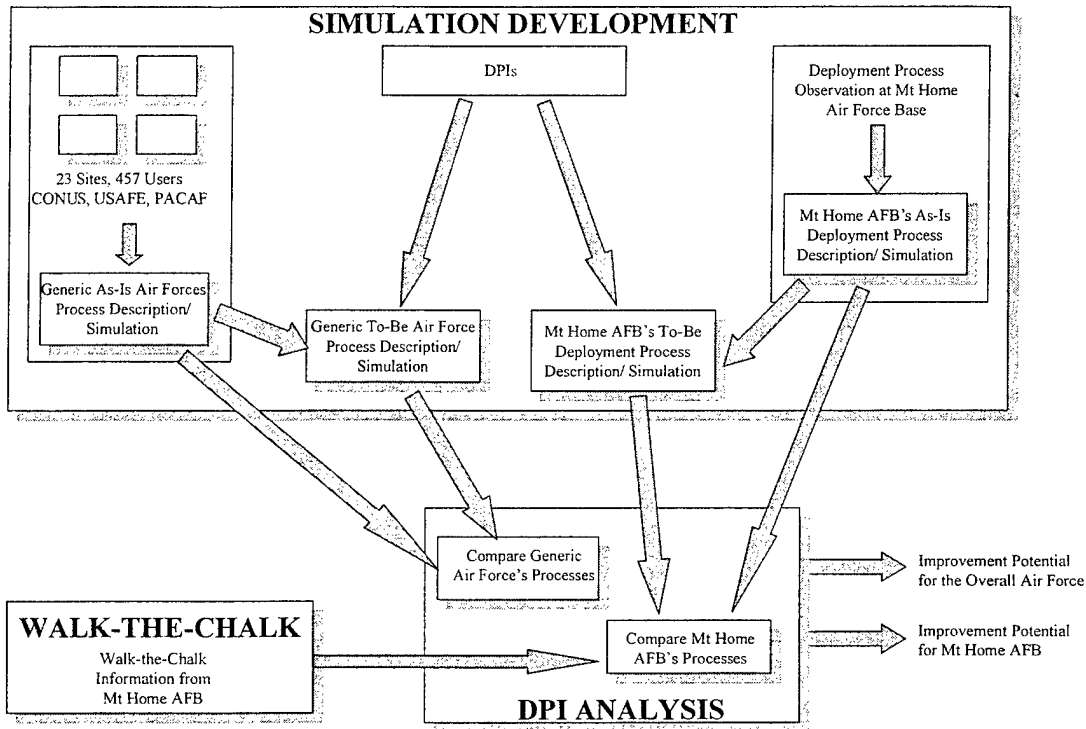 SIMULATION DEVELOPMENT
23 Sites, 457 Users
CONUS, USAFE, PACAF
Generic As-Is Air Forces
Process Description/
Simulation
DPIs
Deployment Process
Observation at Mt Home
Air Force Base
Mt Home AFB's As-Is
Deployment Process
Description/ Simulation
Generic To-Be Air Force
Process Description/
Simulation
Mt Home AFB's To-Be
Deployment Process
Description/ Simulation
Compare Generic
Air Force's Processes
Compare Mt Home
AFB's Processes
DPI ANALYSIS
WALK-THE-CHALK
Walk-the-Chalk
Information from
Mt Home AFB
Improvement Potential
for the Overall Air Force
Improvement Potential
for Mt Home AFB